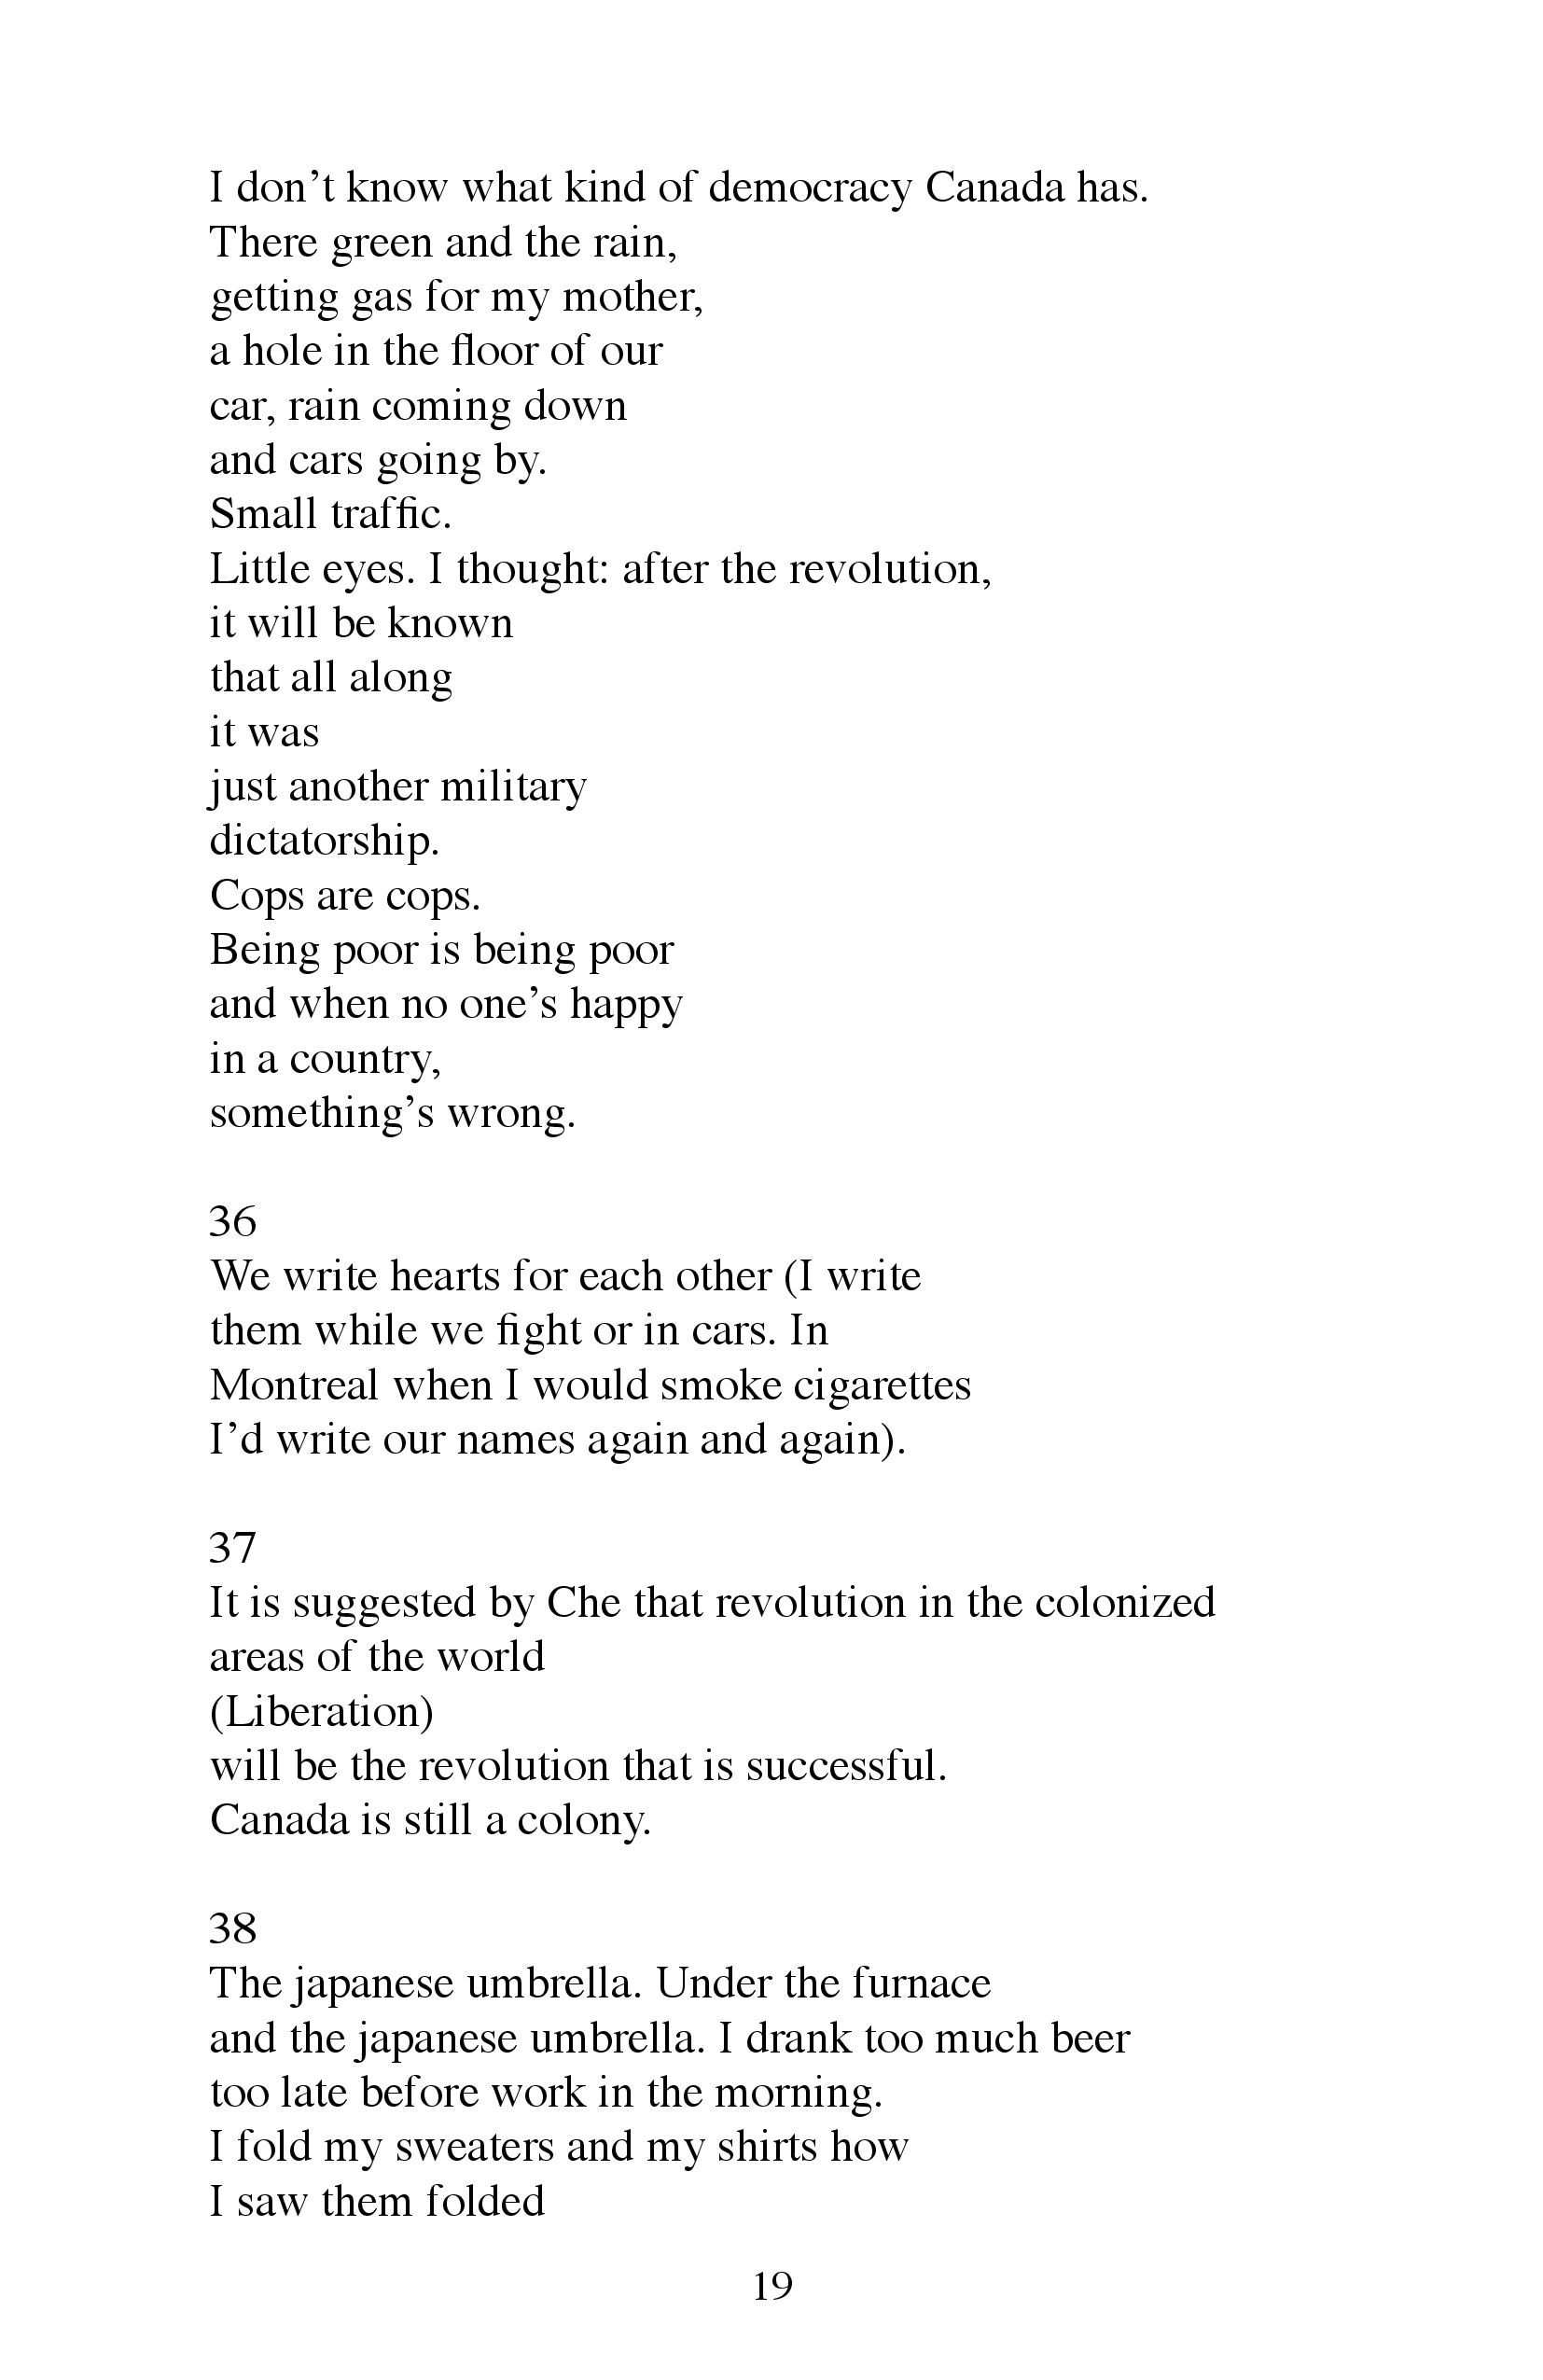 I don’t know what kind of democracy Canada has.
There green and the rain,
getting gas for my mother,
a hole in the floor of our
car, rain coming down
and cars going by.
Small traffic.
Little eyes. I thought: after the revolution,
it will be known
that all along
it was
just another military
dictatorship.
Cops are cops.
Being poor is being poor
and when no one’s happy
in a country,
something’s wrong.
36
We write hearts for each other (I write
them while we fight or in cars. In
Montreal when I would smoke cigarettes
I’d write our names again and again).
37
It is suggested by Che that revolution in the colonized
areas of the world
(Liberation)
will be the revolution that is successful.
Canada is still a colony.
38
The japanese umbrella. Under the furnace
and the japanese umbrella. I drank too much beer
too late before work in the morning.
I fold my sweaters and my shirts how
I saw them folded
19